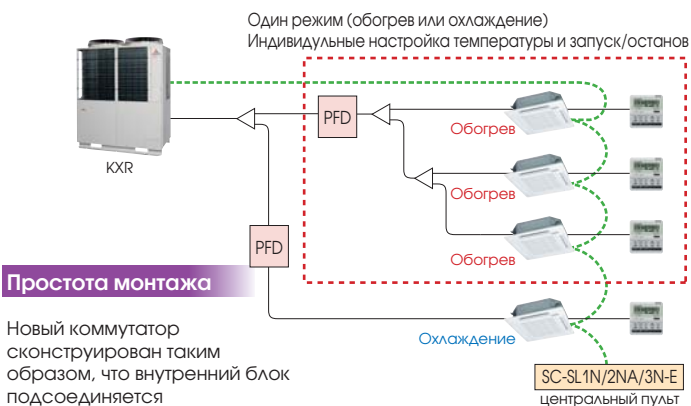 Один режим (обогрев или охлаждение)
Индивидульные настройка температуры и запуск/останов
PFD
Обогрев
KXR
Обогрев
PFD
Обогрев
Простота монтажа
Охлаждение
Новый коммутатор
сконструирован таким
образом, что внутренний блок
подсоединяется
SC-SL1N/2NA/3N-E
центральный пульт